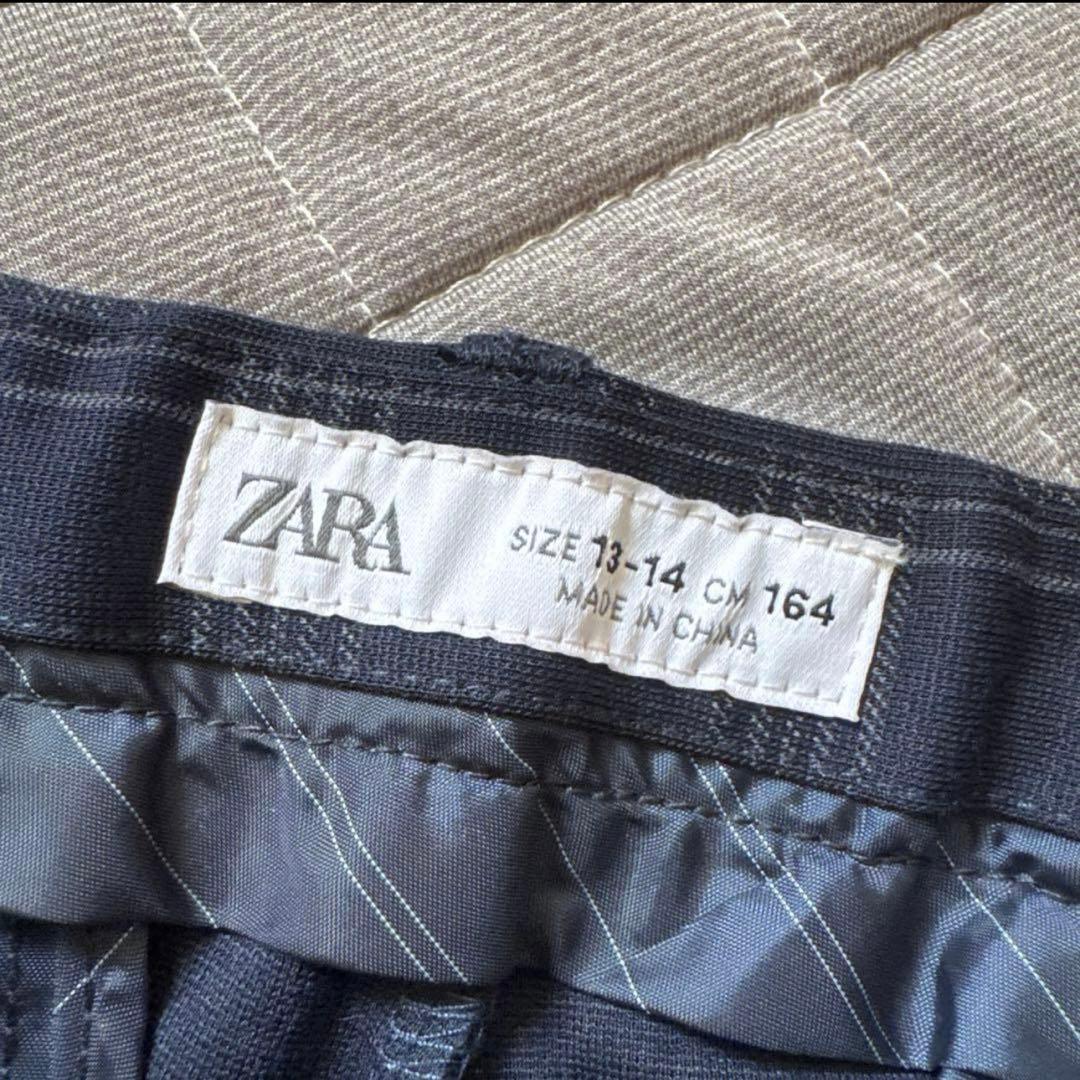 ZARA
SIZE 13-14 CM 164
MADE IN CHINA